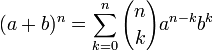 (a + b)^n = \sum_{k=0}^{n} \binom{n}{k} a^{n-k} b^k